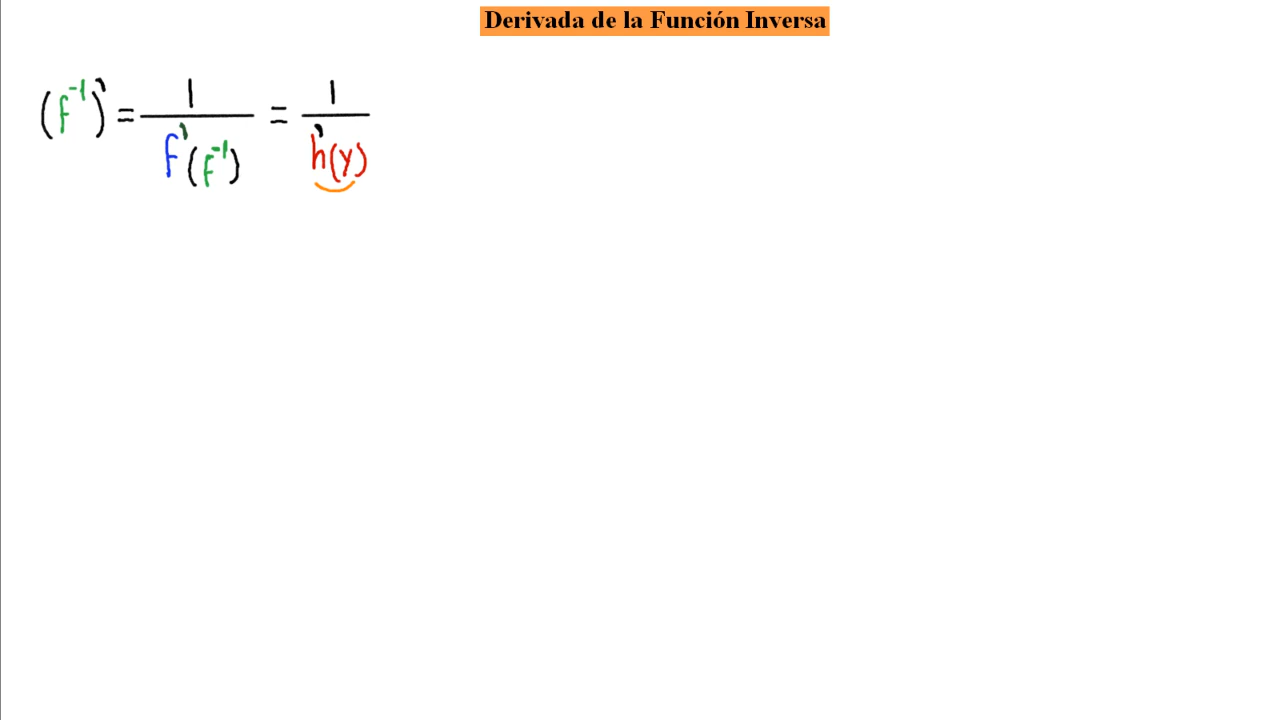 Derivada de la Función Inversa
(f⁻¹)' = 1 / f'(f⁻¹) = 1 / h'(y)